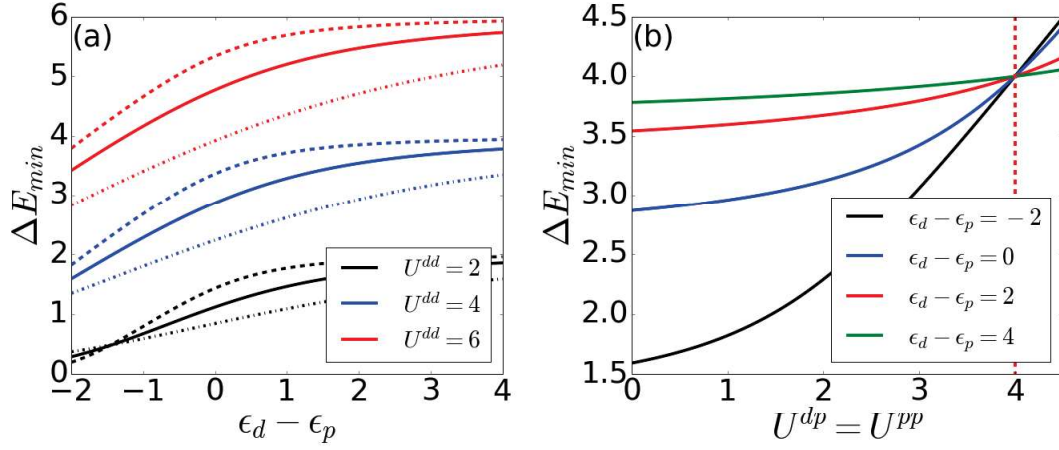 (a)
ΔE_min
6
5
4
3
2
1
0
−2
−1
0
1
2
3
4
ϵ_d − ϵ_p
U^dd = 2
U^dd = 4
U^dd = 6
(b)
ΔE_min
4.5
4.0
3.5
3.0
2.5
2.0
1.5
0
1
2
3
4
U^dp = U^pp
ϵ_d − ϵ_p = −2
ϵ_d − ϵ_p = 0
ϵ_d − ϵ_p = 2
ϵ_d − ϵ_p = 4